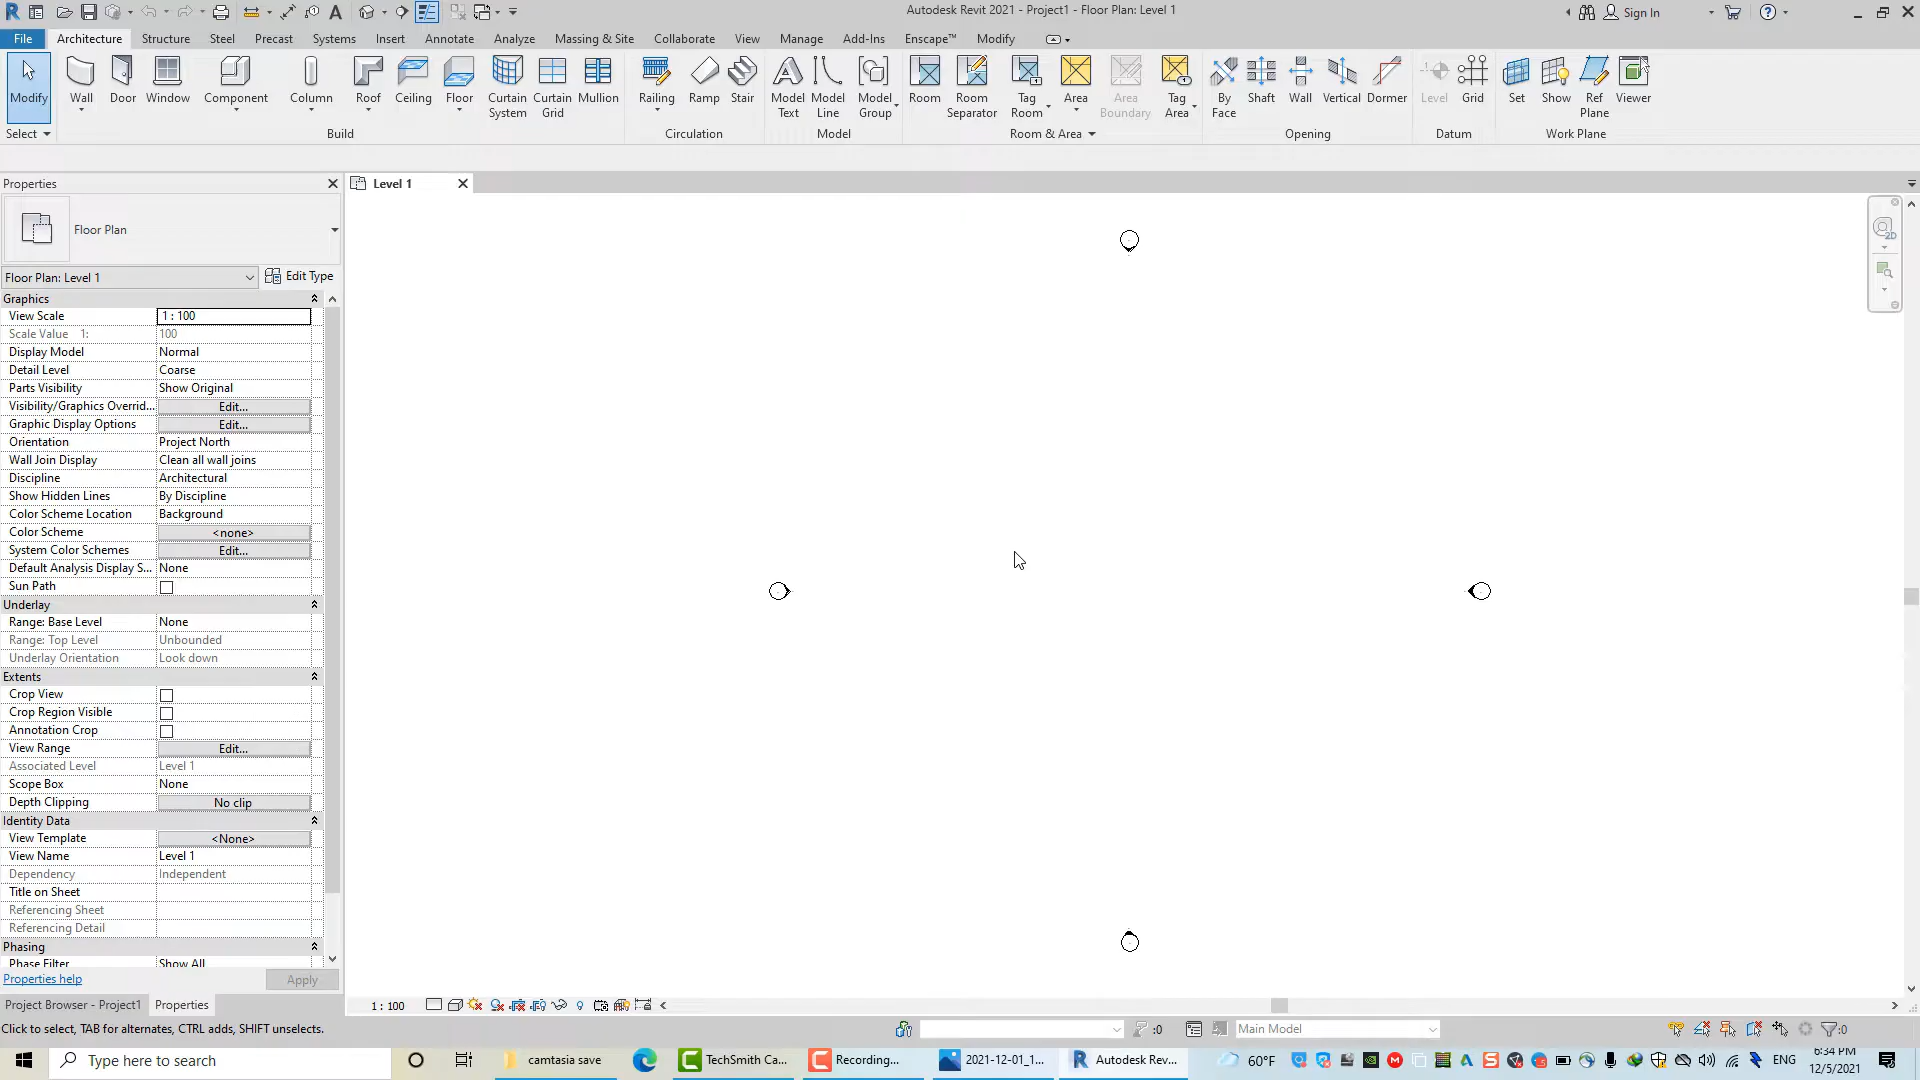 Autodesk Revit 2021 - Project1 - Floor Plan: Level 1
Sign In
File Architecture Structure Steel Precast Systems Insert Annotate Analyze Massing & Site Collaborate View Manage Add-Ins Enscape™ Modify
Modify Wall Door Window Component Column Roof Ceiling Floor Curtain System Curtain Grid Mullion Railing Ramp Stair Model Text Model Line Model Group Room Room Separator Tag Room Area Area Boundary Tag Area By Face Shaft Wall Vertical Dormer Level Grid Set Show Ref Plane Viewer
Select Build Circulation Model Room & Area Opening Datum Work Plane
Properties
Level 1
Floor Plan
Floor Plan: Level 1 Edit Type
Graphics
View Scale 1 : 100
Scale Value 1: 100
Display Model Normal
Detail Level Coarse
Parts Visibility Show Original
Visibility/Graphics Overrid... Edit...
Graphic Display Options Edit...
Orientation Project North
Wall Join Display Clean all wall joins
Discipline Architectural
Show Hidden Lines By Discipline
Color Scheme Location Background
Color Scheme <none>
System Color Schemes Edit...
Default Analysis Display S... None
Sun Path
Underlay
Range: Base Level None
Range: Top Level Unbounded
Underlay Orientation Look down
Extents
Crop View
Crop Region Visible
Annotation Crop
View Range Edit...
Associated Level Level 1
Scope Box None
Depth Clipping No clip
Identity Data
View Template <None>
View Name Level 1
Dependency Independent
Title on Sheet
Referencing Sheet
Referencing Detail
Phasing
Phase Filter Show All
Properties help Apply
Project Browser - Project1 Properties
1 : 100
Click to select, TAB for alternates, CTRL adds, SHIFT unselects.
:0 Main Model :0
Type here to search camtasia save TechSmith Ca... Recording... 2021-12-01_1... Autodesk Rev... 60°F ENG 6:34 PM
12/5/2021
2D